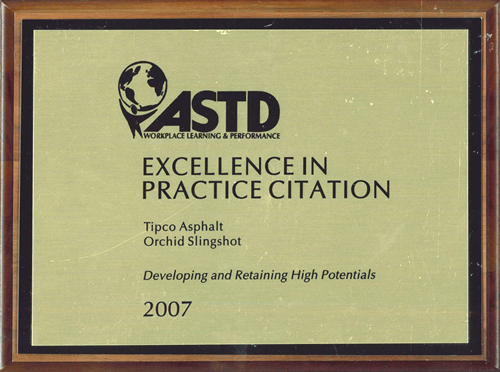 ASTD
WORKPLACE LEARNING & PERFORMANCE
EXCELLENCE IN
PRACTICE CITATION
Tipco Asphalt
Orchid Slingshot
Developing and Retaining High Potentials
2007